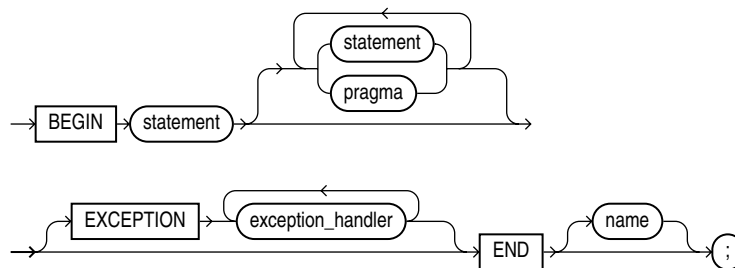 statement
pragma
BEGIN statement
EXCEPTION exception_handler name
END ;